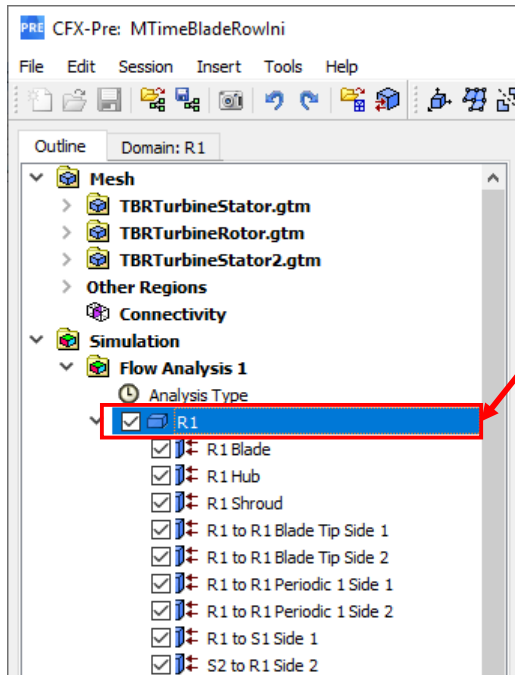 PRE CFX-Pre: MTimeBladeRowIni
File Edit Session Insert Tools Help
Outline Domain: R1
Mesh
TBRTurbineStator.gtm
TBRTurbineRotor.gtm
TBRTurbineStator2.gtm
Other Regions
Connectivity
Simulation
Flow Analysis 1
Analysis Type
R1
R1 Blade
R1 Hub
R1 Shroud
R1 to R1 Blade Tip Side 1
R1 to R1 Blade Tip Side 2
R1 to R1 Periodic 1 Side 1
R1 to R1 Periodic 1 Side 2
R1 to S1 Side 1
S2 to R1 Side 2